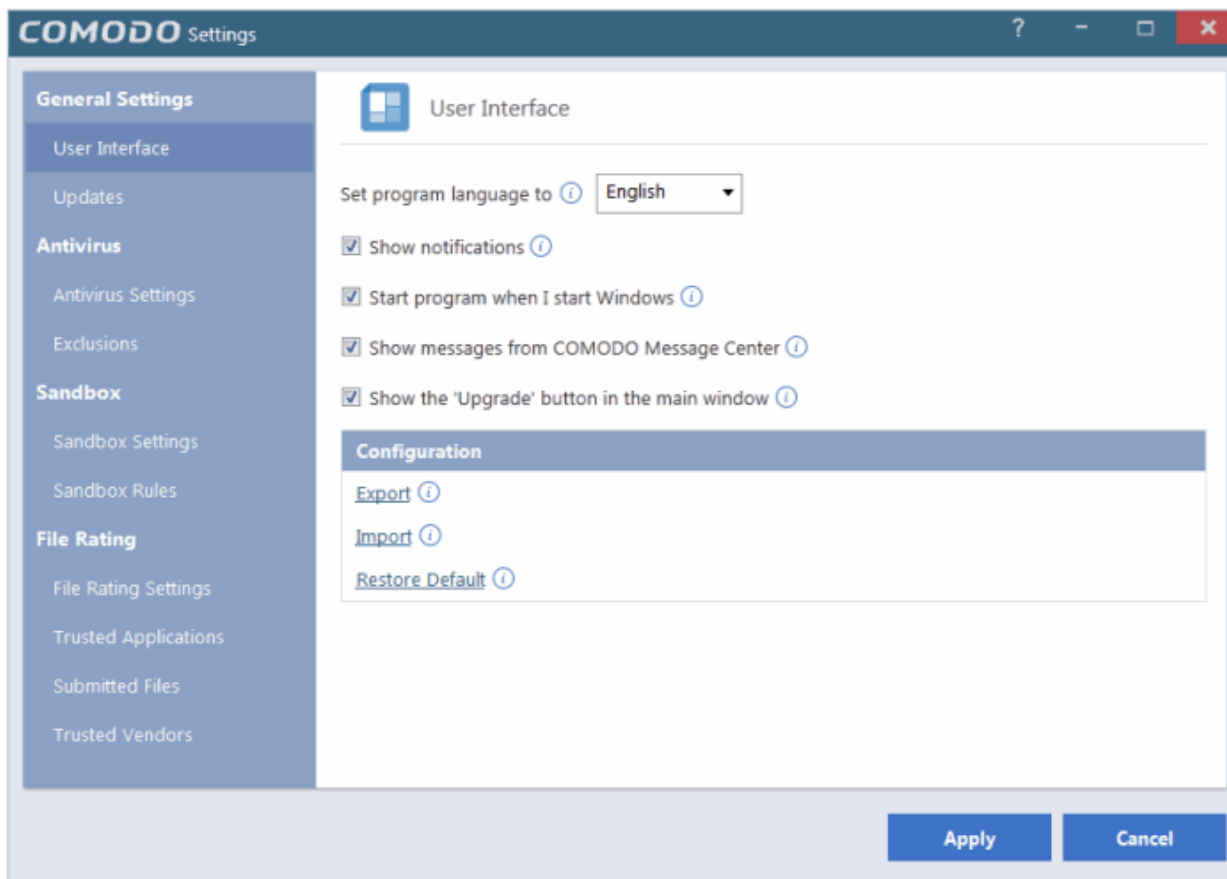 COMODO Settings
?
General Settings
User Interface
Updates
Antivirus
Antivirus Settings
Exclusions
Sandbox
Sandbox Settings
Sandbox Rules
File Rating
File Rating Settings
Trusted Applications
Submitted Files
Trusted Vendors
User Interface
Set program language to i English
Show notifications i
Start program when I start Windows i
Show messages from COMODO Message Center i
Show the 'Upgrade' button in the main window i
Configuration
Export i
Import i
Restore Default i
Apply
Cancel